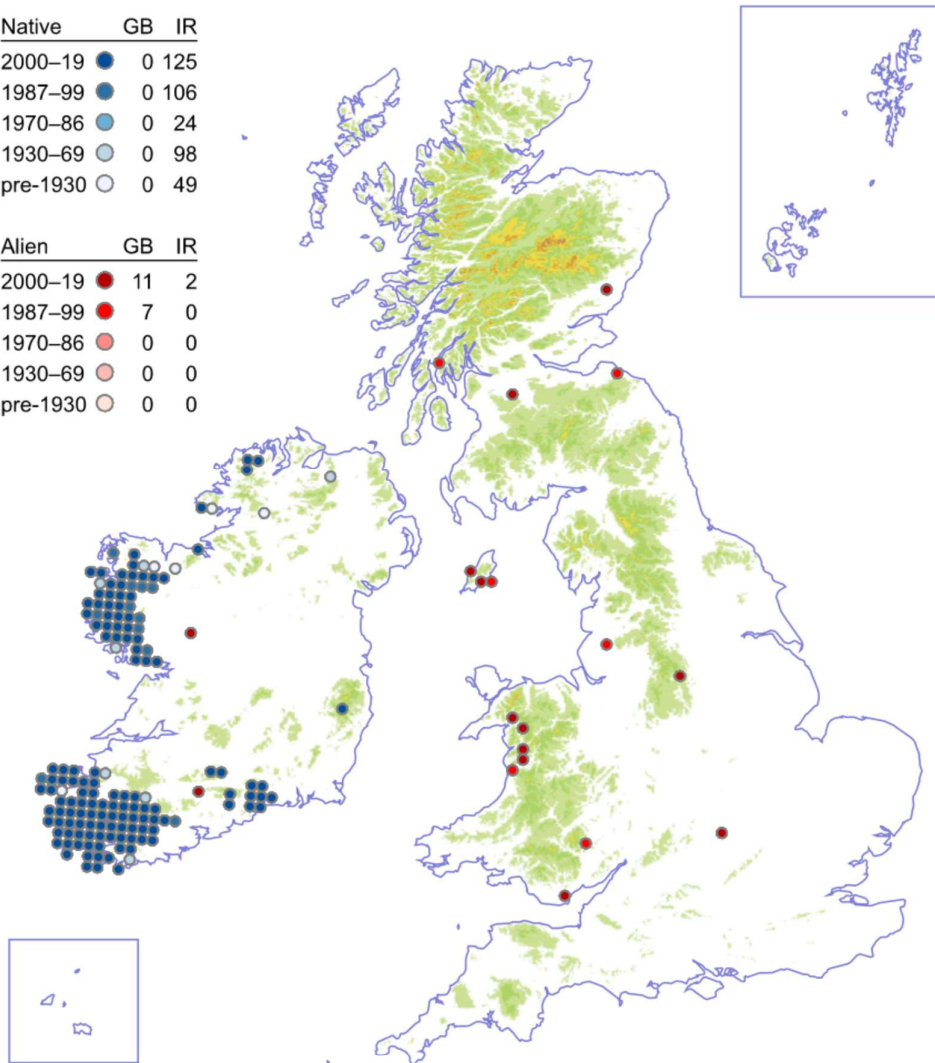 Native GB IR
2000–19 0 125
1987–99 0 106
1970–86 0 24
1930–69 0 98
pre-1930 0 49
Alien GB IR
2000–19 11 2
1987–99 7 0
1970–86 0 0
1930–69 0 0
pre-1930 0 0